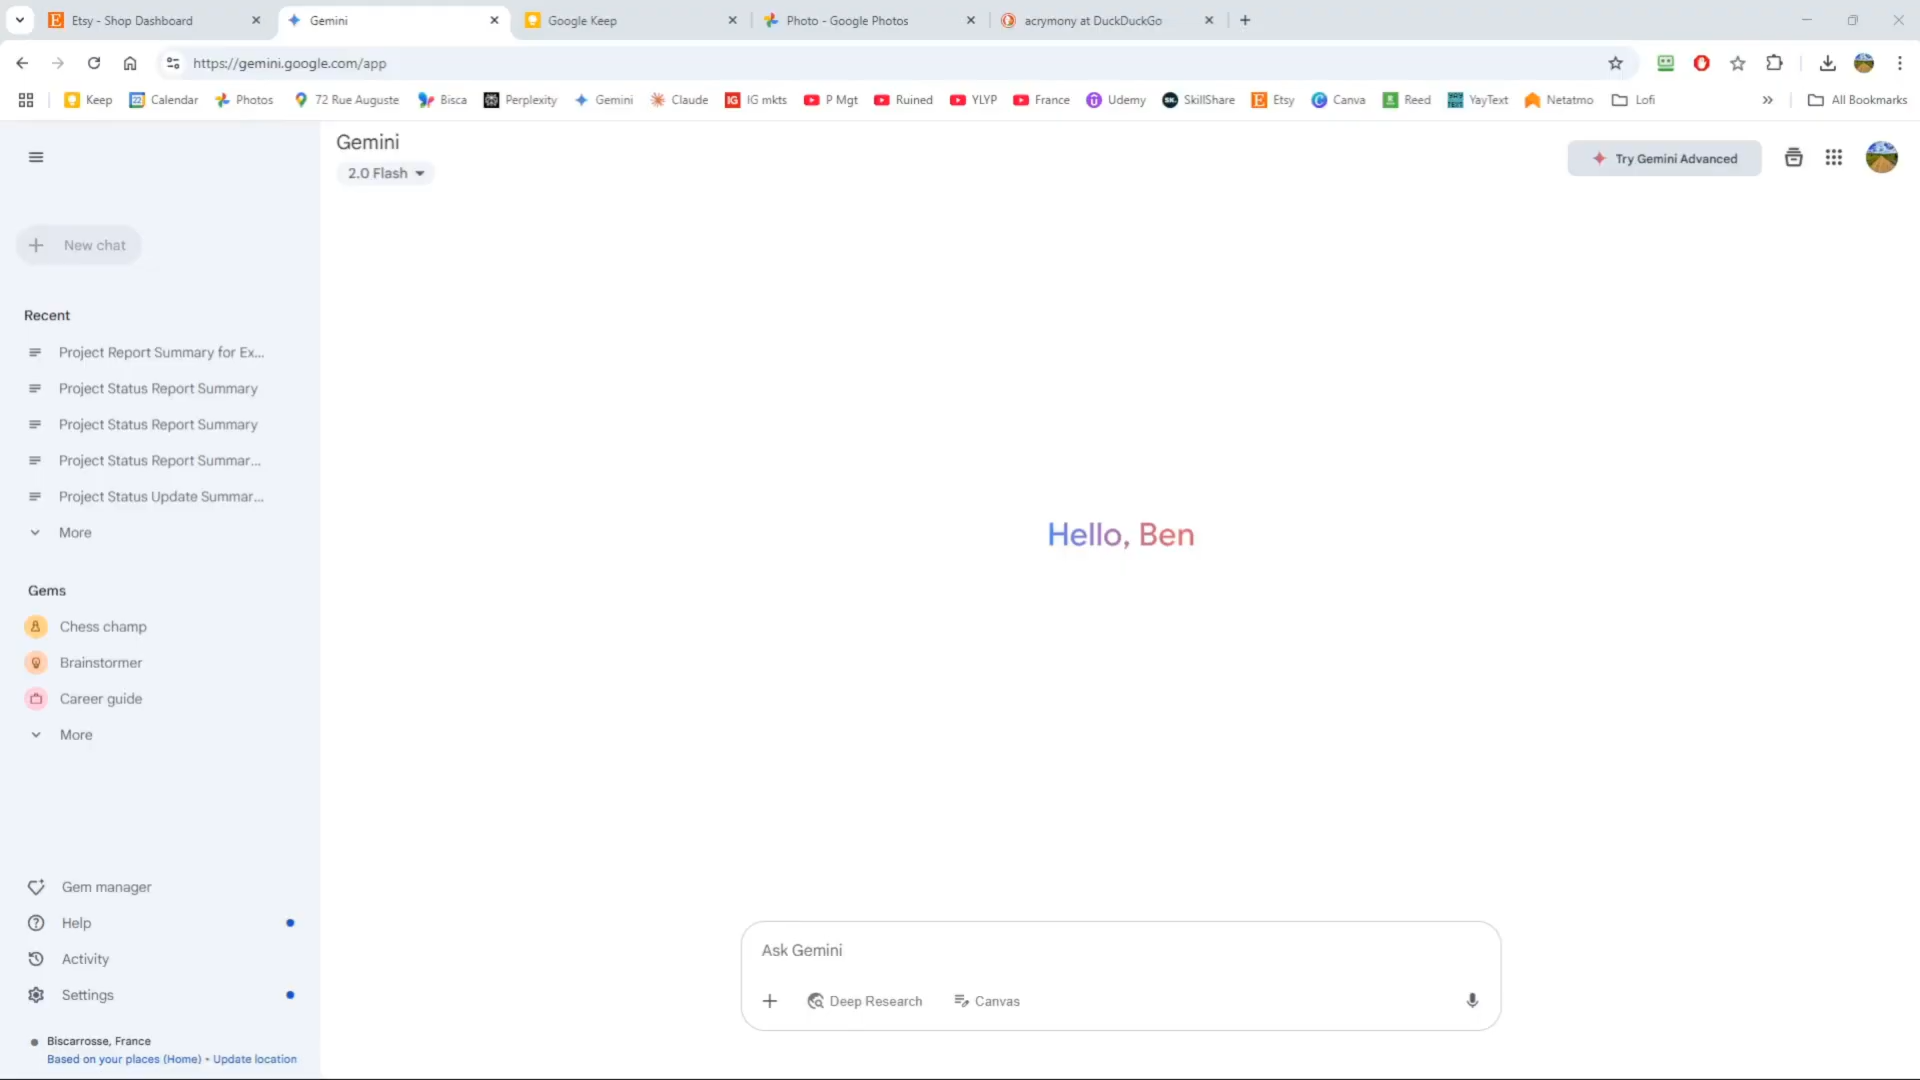 Etsy - Shop Dashboard
Gemini
Google Keep
Photo - Google Photos
acrymony at DuckDuckGo
https://gemini.google.com/app
Keep
Calendar
Photos
72 Rue Auguste
Bisca
Perplexity
Gemini
Claude
IG mkts
P Mgt
Ruined
YLYP
France
Udemy
SkillShare
Etsy
Canva
Reed
YayText
Netatmo
Lofi
All Bookmarks
Gemini
2.0 Flash
Try Gemini Advanced
New chat
Recent
Project Report Summary for Ex...
Project Status Report Summary
Project Status Report Summary
Project Status Report Summar...
Project Status Update Summar...
More
Hello, Ben
Gems
Chess champ
Brainstormer
Career guide
More
Gem manager
Help
Activity
Settings
Ask Gemini
Deep Research
Canvas
Biscarrosse, France
Based on your places (Home) • Update location